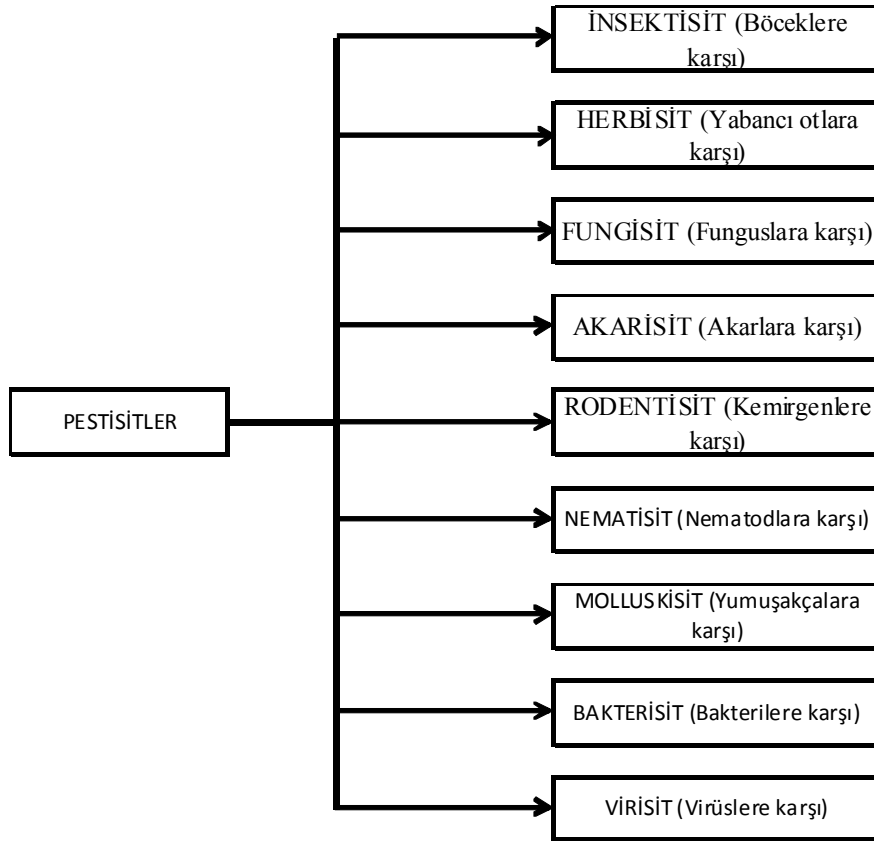 İNSEKTİSİT (Böceklere
karşı)
HERBİSİT (Yabancı otlara
karşı)
FUNGİSİT (Funguslara karşı)
AKARİSİT (Akarlara karşı)
PESTİSİTLER
RODENTİSİT (Kemirgenlere
karşı)
NEMATİSİT (Nematodlara karşı)
MOLLUSKİSİT (Yumuşakçalara
karşı)
BAKTERİSİT (Bakterilere karşı)
VİRİSİT (Virüslere karşı)